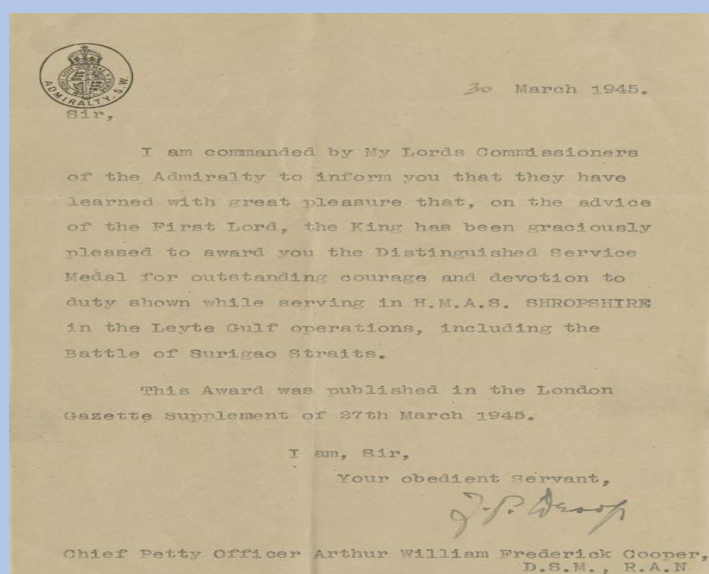 ADMIRALTY. S.W.
30 March 1945.
Sir,
I am commanded by My Lords Commissioners
of the Admiralty to inform you that they have
learned with great pleasure that, on the advice
of the First Lord, the King has been graciously
pleased to award you the Distinguished Service
Medal for outstanding courage and devotion to
duty shown while serving in H.M.A.S. SHROPSHIRE
in the Leyte Gulf operations, including the
Battle of Surigao Straits.
This Award was published in the London
Gazette Supplement of 27th March 1945.
I am, Sir,
Your obedient Servant,
Chief Petty Officer Arthur William Frederick Cooper,
D.S.M., R.A.N